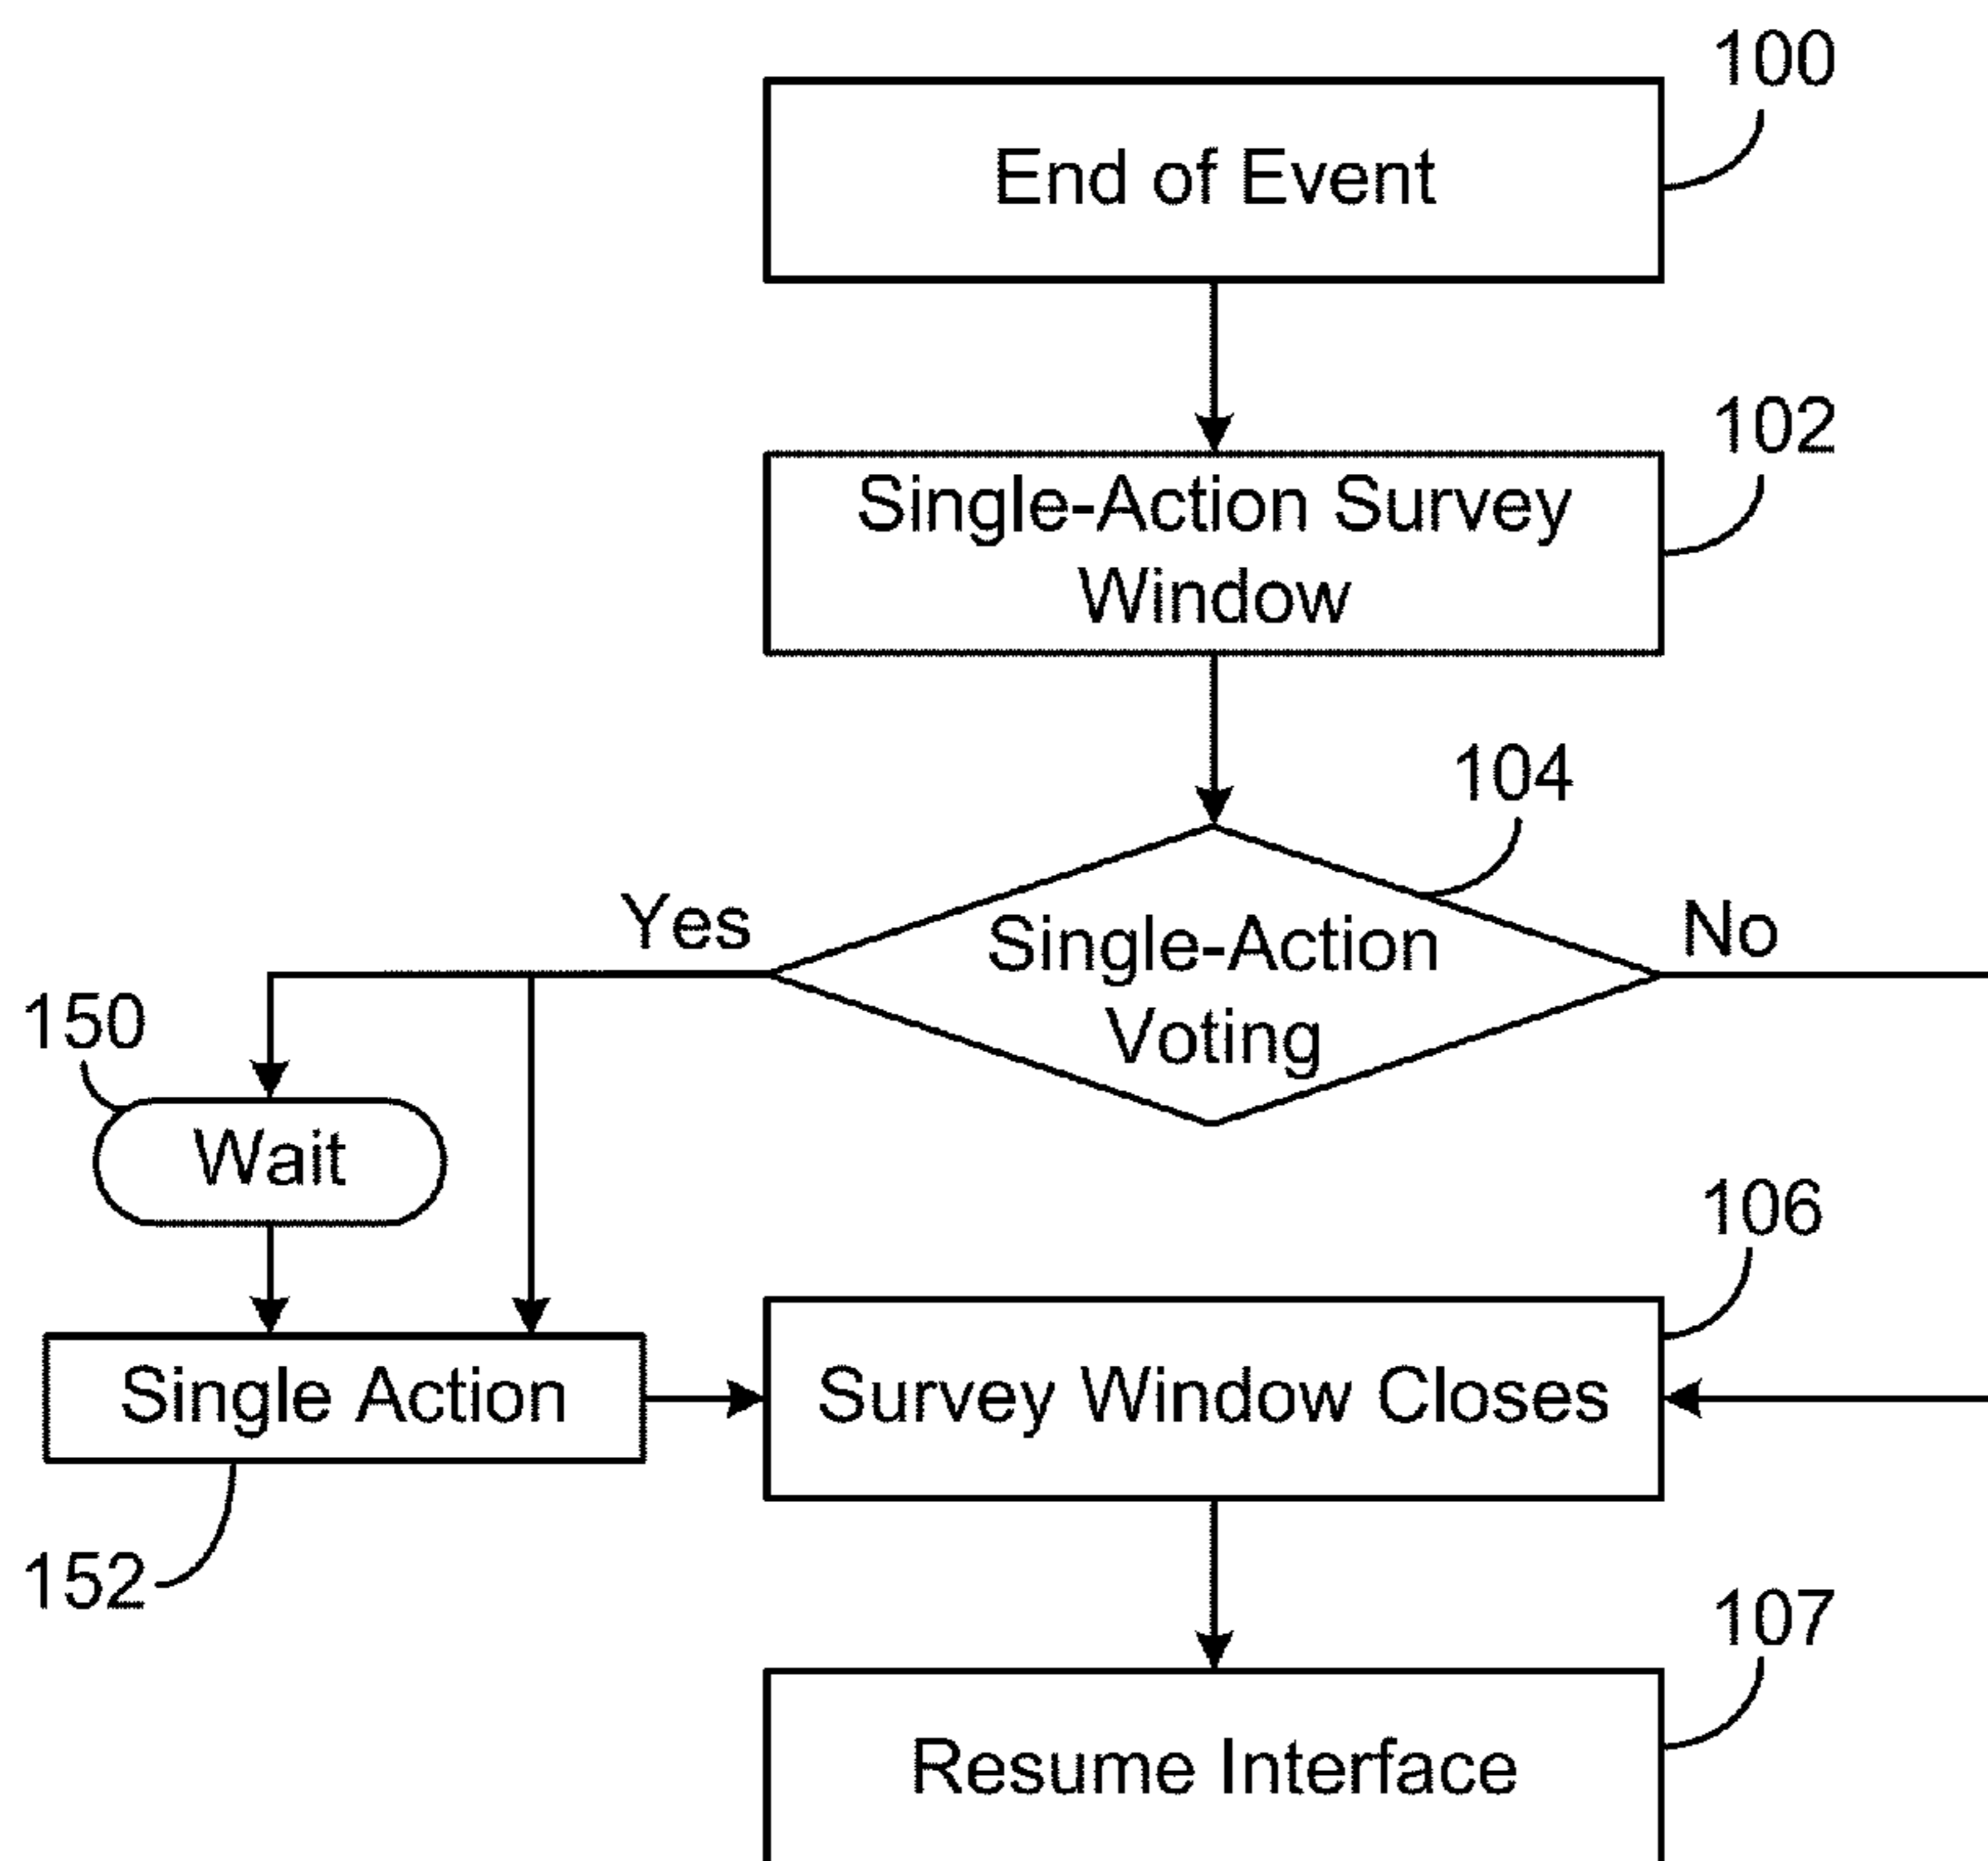 100
End of Event
102
Single-Action Survey
Window
104
Yes
No
Single-Action
Voting
150
Wait
106
Single Action
Survey Window Closes
152
107
Resume Interface